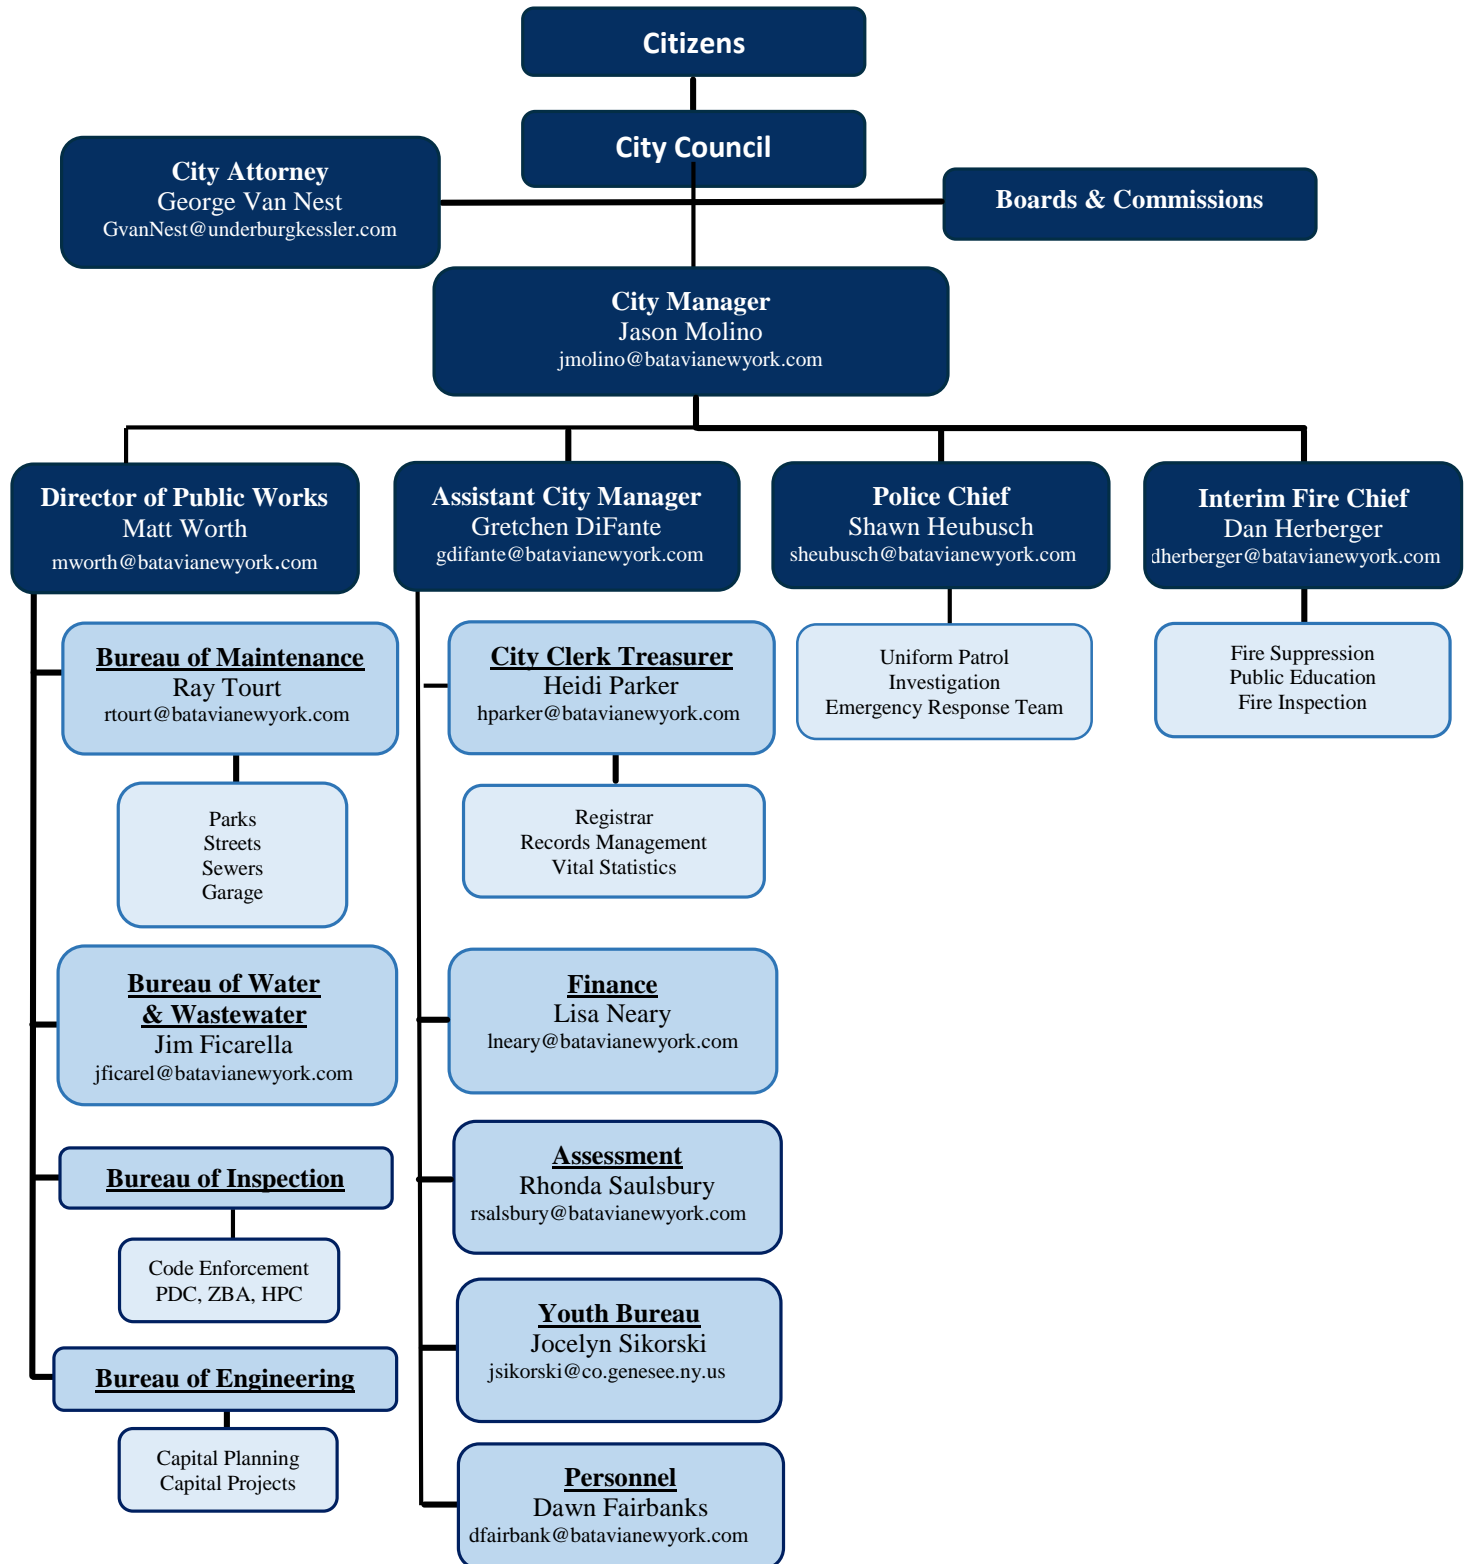 Citizens
City Council
City Attorney
George Van Nest
GvanNest@underburgkessler.com
Boards & Commissions
City Manager
Jason Molino
jmolino@batavianewyork.com
Director of Public Works
Matt Worth
mworth@batavianewyork.com
Assistant City Manager
Gretchen DiFante
gdifante@batavianewyork.com
Police Chief
Shawn Heubusch
sheubusch@batavianewyork.com
Interim Fire Chief
Dan Herberger
dherberger@batavianewyork.com
Bureau of Maintenance
Ray Tourt
rtourt@batavianewyork.com
Parks
Streets
Sewers
Garage
Bureau of Water
& Wastewater
Jim Ficarella
jficarel@batavianewyork.com
Bureau of Inspection
Code Enforcement
PDC, ZBA, HPC
Bureau of Engineering
Capital Planning
Capital Projects
City Clerk Treasurer
Heidi Parker
hparker@batavianewyork.com
Registrar
Records Management
Vital Statistics
Finance
Lisa Neary
lneary@batavianewyork.com
Assessment
Rhonda Saulsbury
rsalsbury@batavianewyork.com
Youth Bureau
Jocelyn Sikorski
jsikorski@co.genesee.ny.us
Personnel
Dawn Fairbanks
dfairbank@batavianewyork.com
Uniform Patrol
Investigation
Emergency Response Team
Fire Suppression
Public Education
Fire Inspection